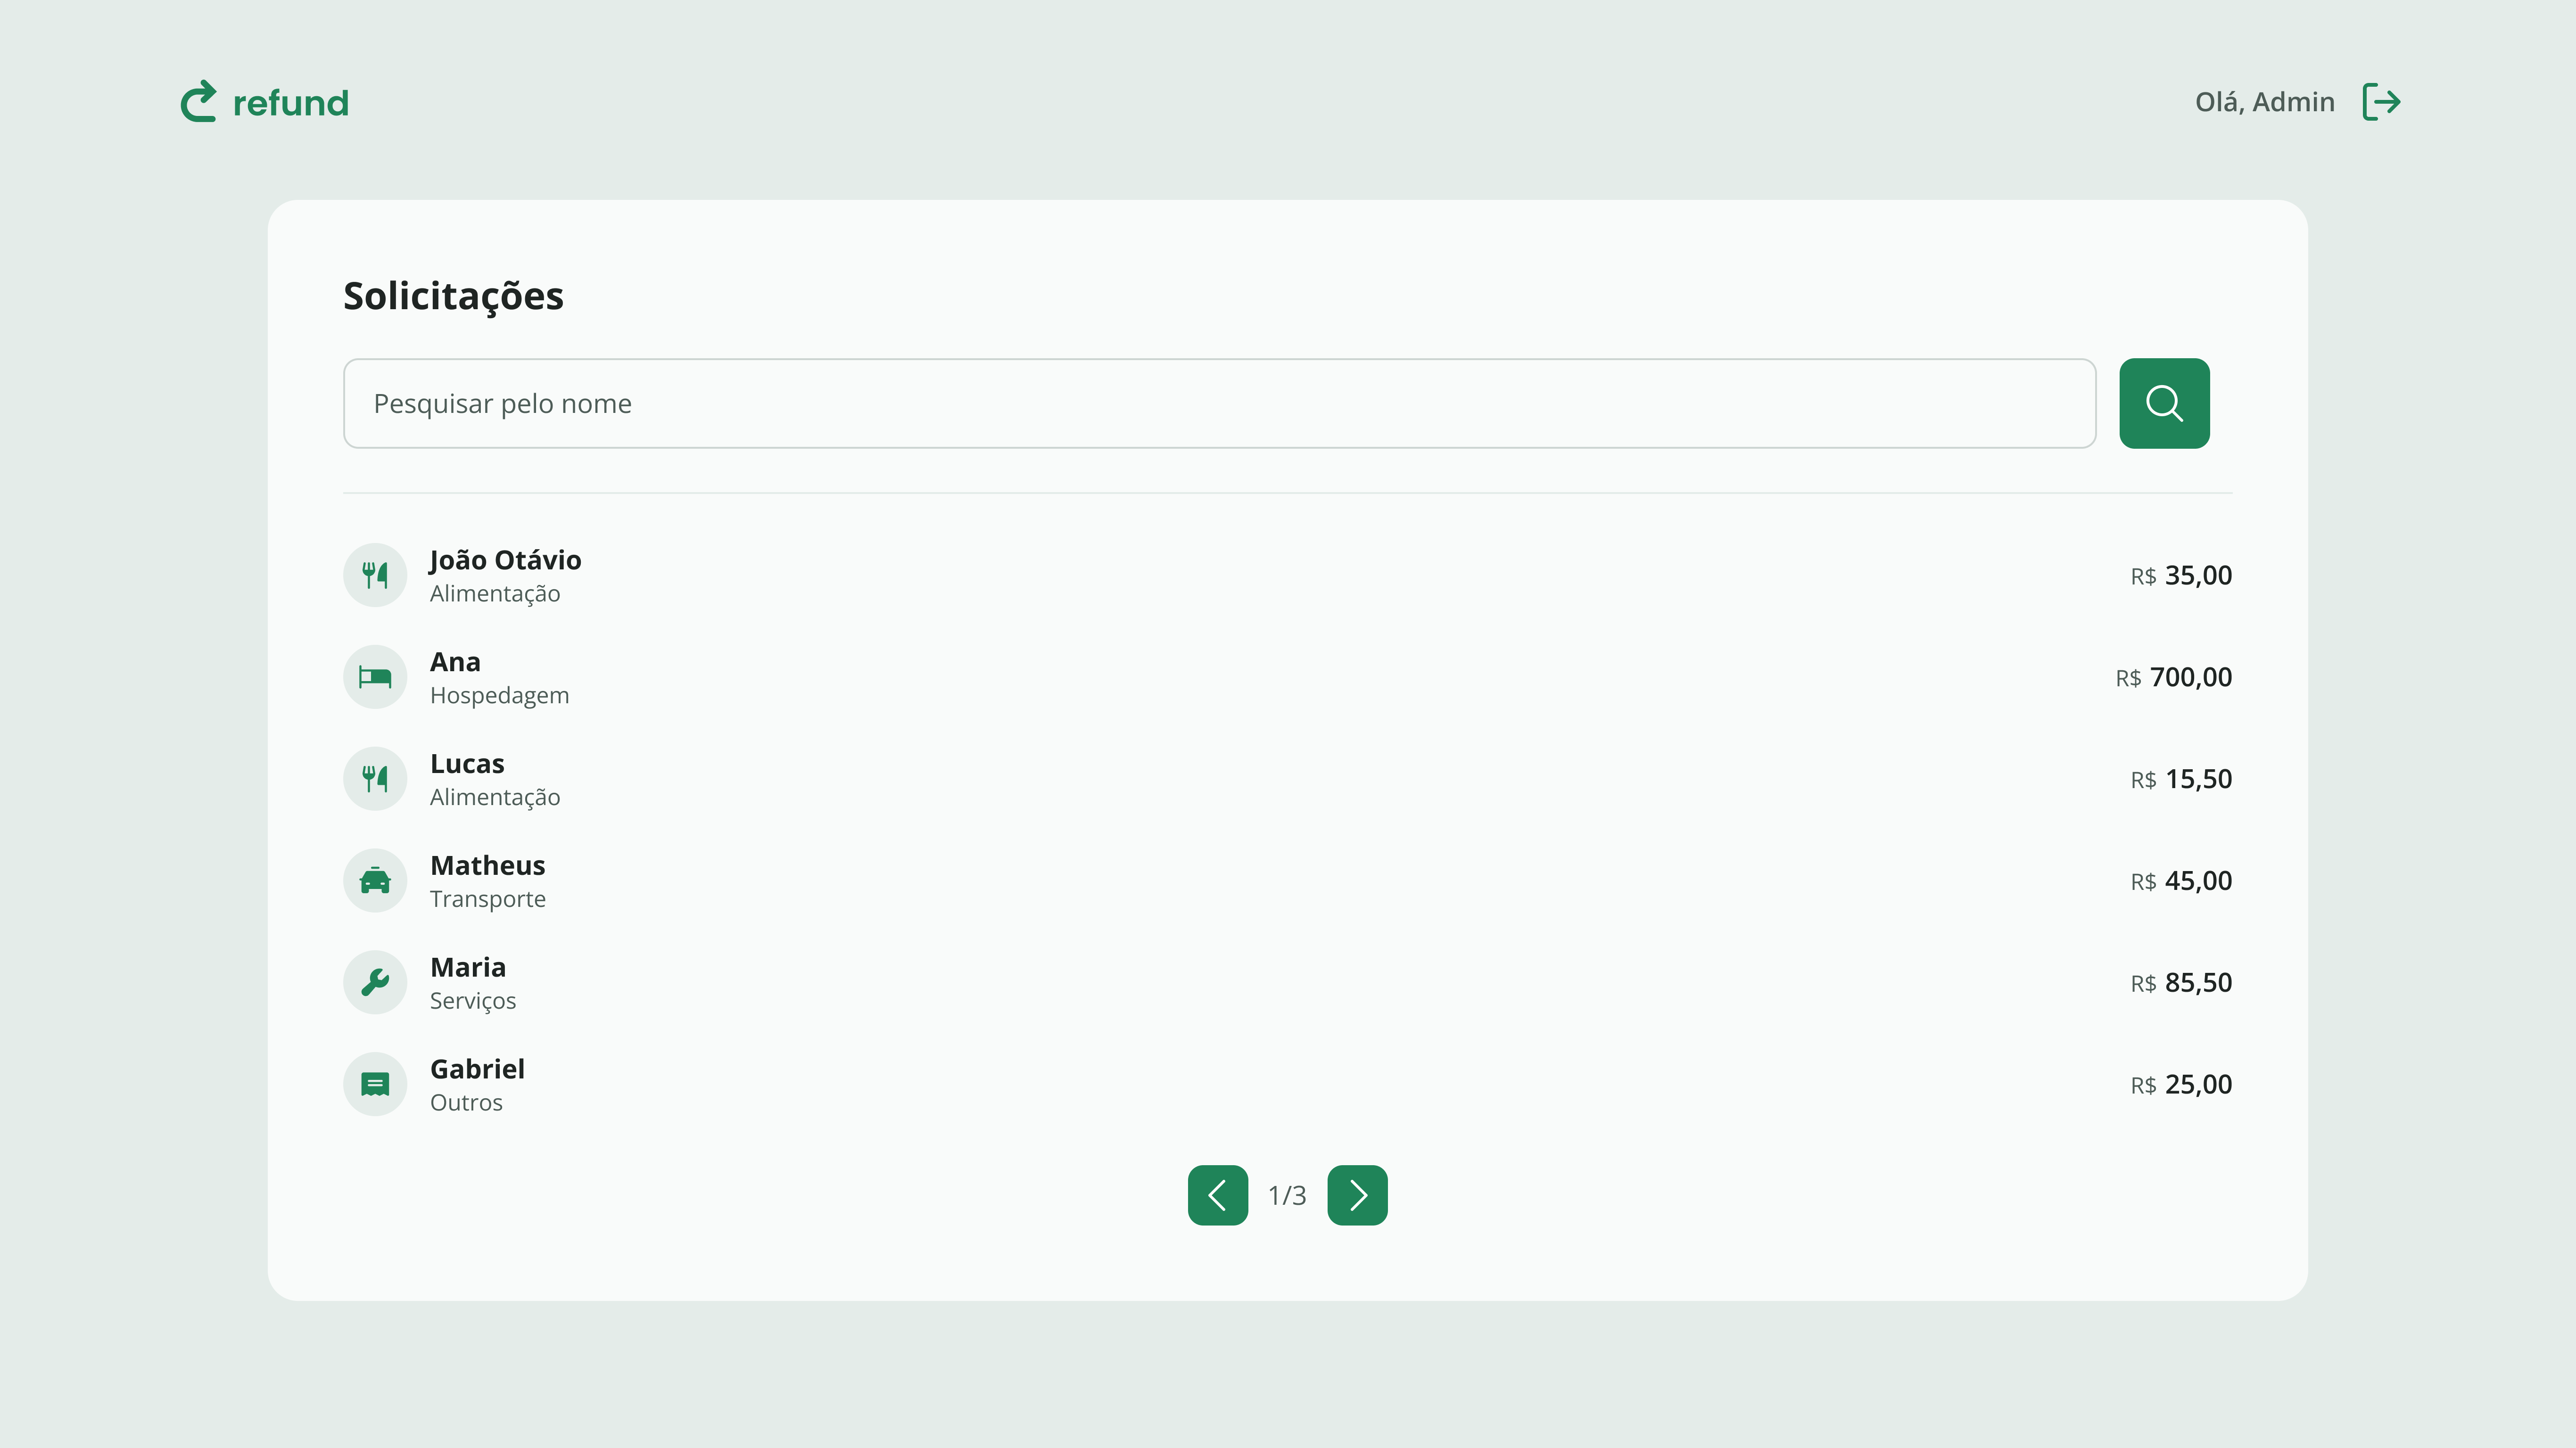 refund
Olá, Admin
Solicitações
Pesquisar pelo nome
João Otávio
Alimentação
R$ 35,00
Ana
Hospedagem
R$ 700,00
Lucas
Alimentação
R$ 15,50
Matheus
Transporte
R$ 45,00
Maria
Serviços
R$ 85,50
Gabriel
Outros
R$ 25,00
1/3